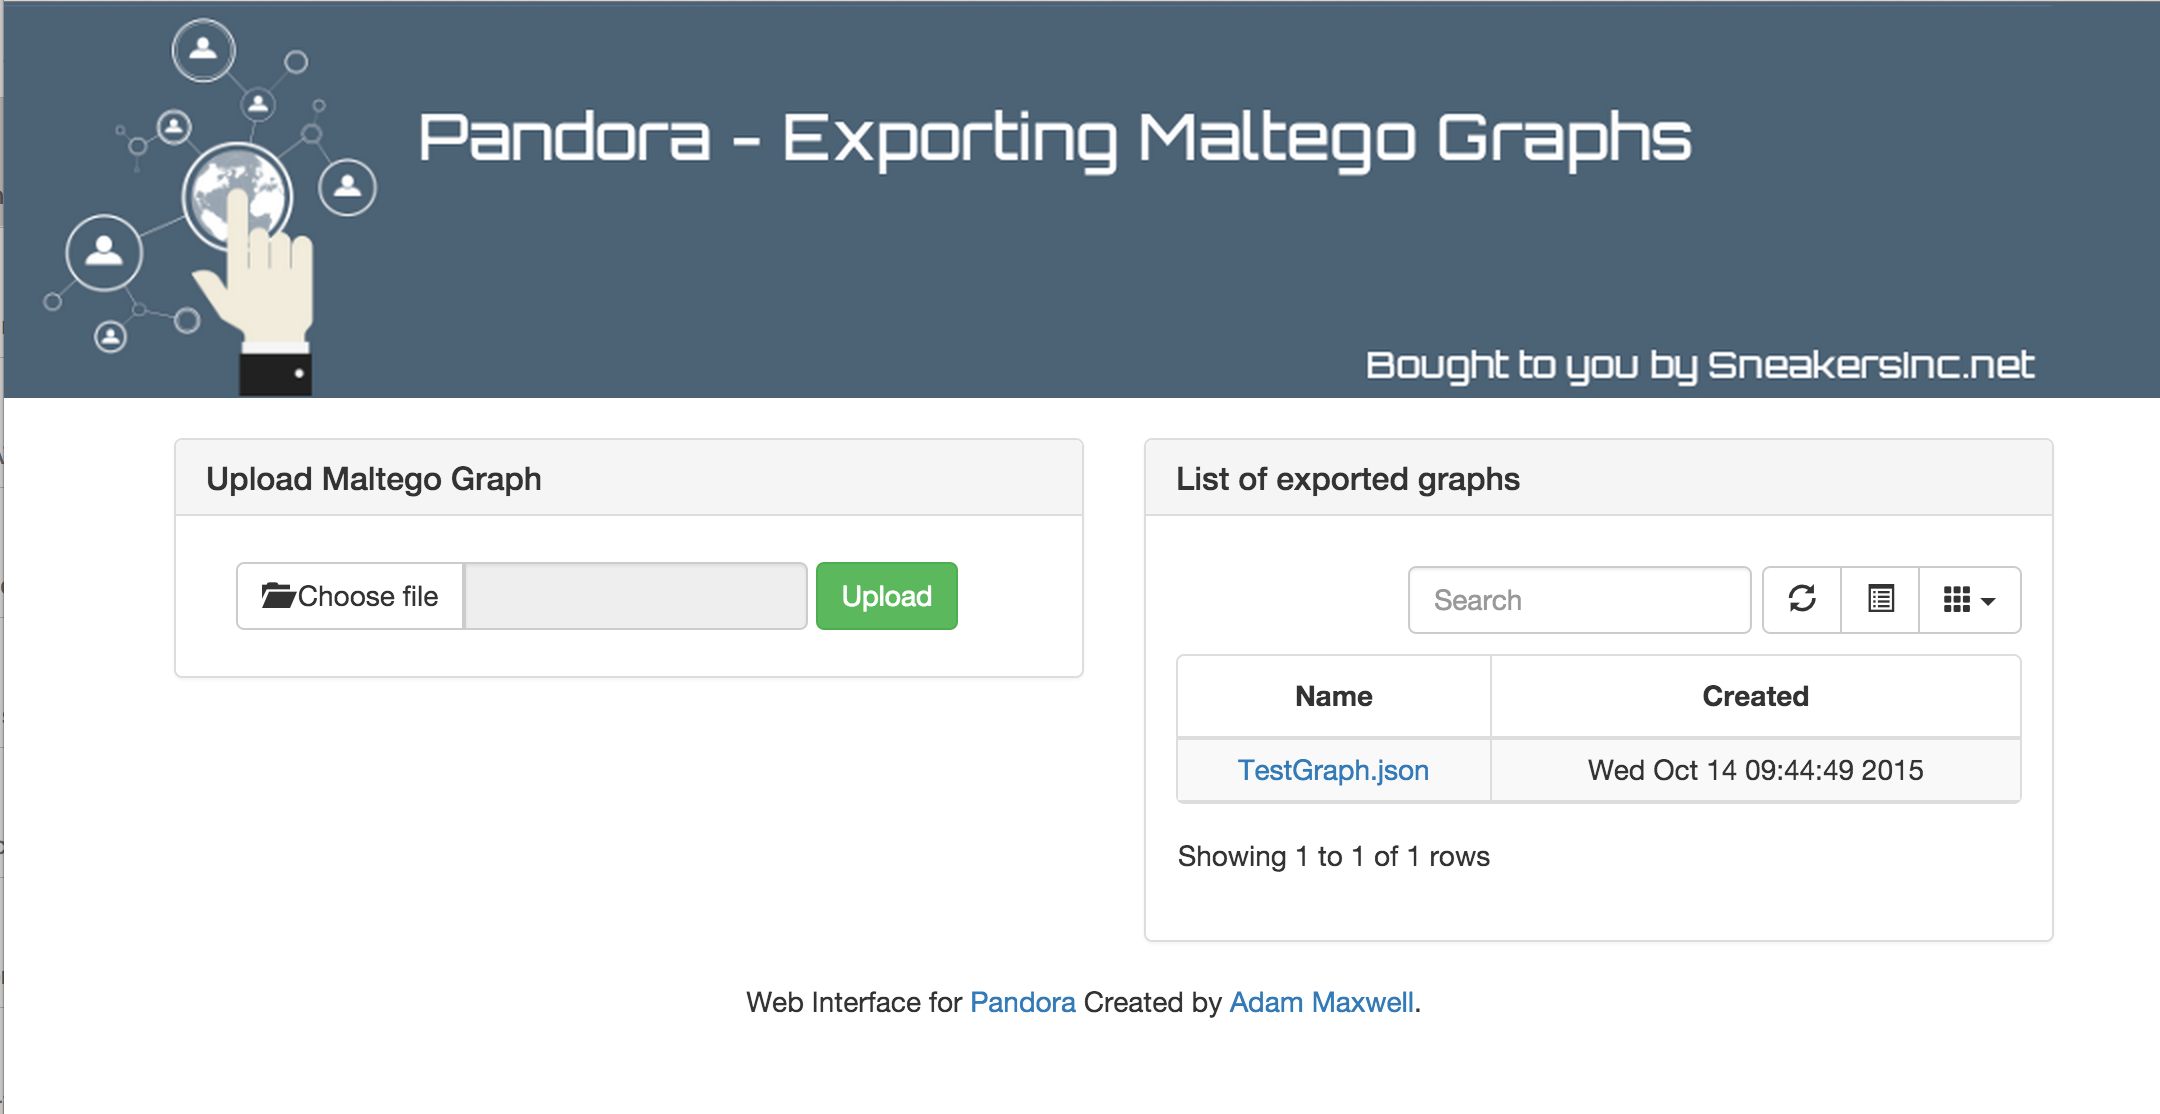 Pandora - Exporting Maltego Graphs
Bought to you by SneakersInc.net
Upload Maltego Graph
Choose file
Upload
List of exported graphs
Search
Name Created
TestGraph.json Wed Oct 14 09:44:49 2015
Showing 1 to 1 of 1 rows
Web Interface for Pandora Created by Adam Maxwell.